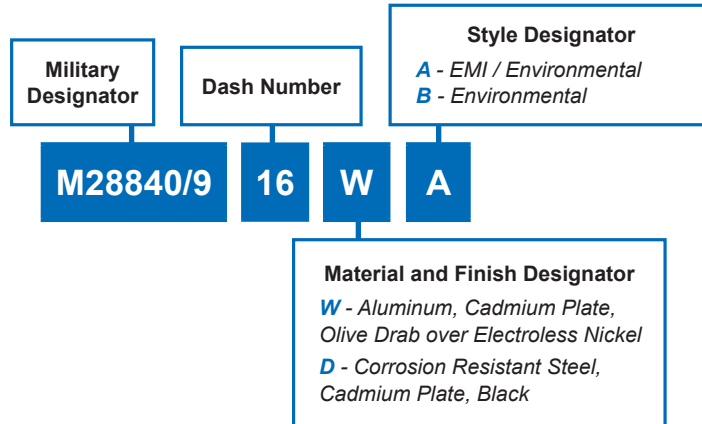 Military
Designator
Dash Number
Style Designator
A - EMI / Environmental
B - Environmental
M28840/9
16
W
A
Material and Finish Designator
W - Aluminum, Cadmium Plate,
Olive Drab over Electroless Nickel
D - Corrosion Resistant Steel,
Cadmium Plate, Black